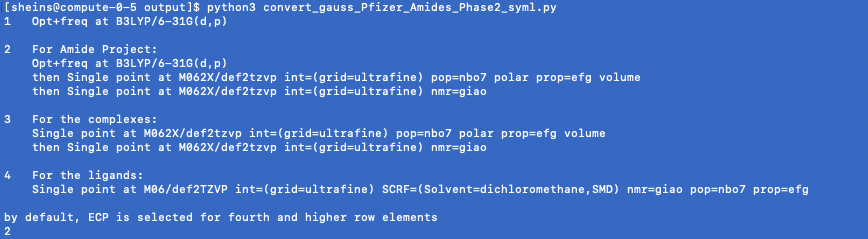 [sheins@compute-0-5 output]$ python3 convert_gauss_Pfizer_Amides_Phase2_syml.py
1   Opt+freq at B3LYP/6-31G(d,p)
2   For Amide Project:
Opt+freq at B3LYP/6-31G(d,p)
then Single point at M062X/def2tzvp int=(grid=ultrafine) pop=nbo7 polar prop=efg volume
then Single point at M062X/def2tzvp int=(grid=ultrafine) nmr=giao
3   For the complexes:
Single point at M062X/def2tzvp int=(grid=ultrafine) pop=nbo7 polar prop=efg volume
then Single point at M062X/def2tzvp int=(grid=ultrafine) nmr=giao
4   For the ligands:
Single point at M06/def2TZVP int=(grid=ultrafine) SCRF=(Solvent=dichloromethane,SMD) nmr=giao pop=nbo7 prop=efg
by default, ECP is selected for fourth and higher row elements
2